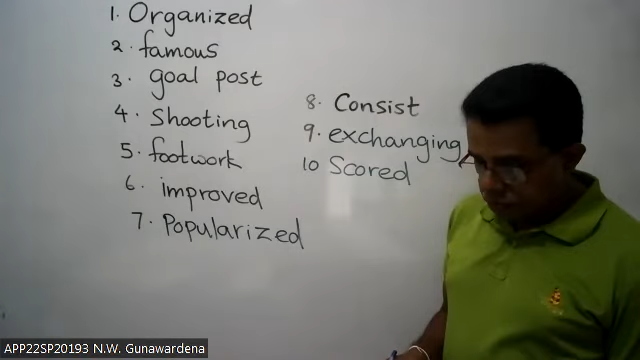 1. Organized
2. famous
3. goal post
4. Shooting
5. footwork
6. improved
7. Popularized
8. Consist
9. exchanging
10 Scored
APP22SP20193 N.W. Gunawardena